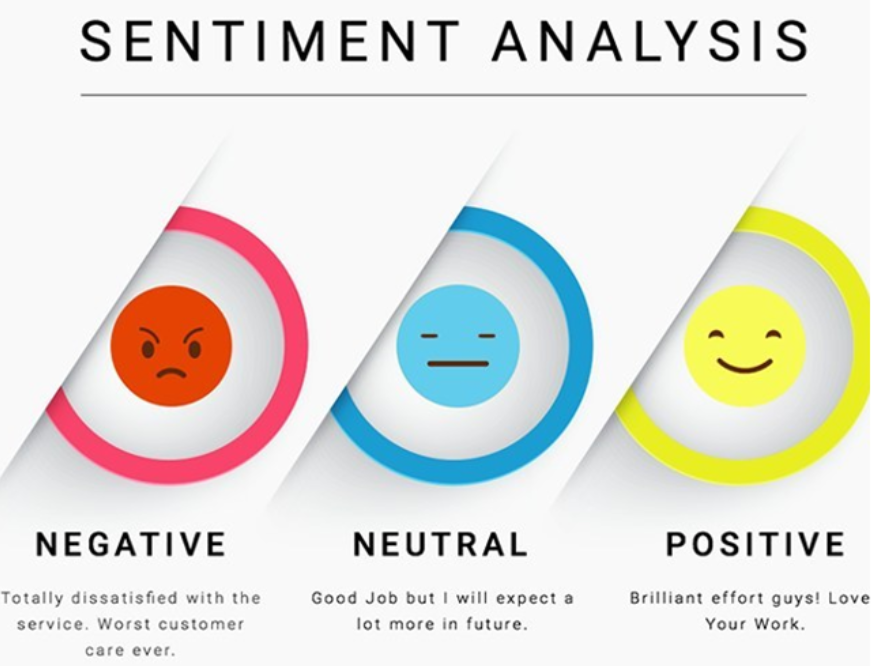 SENTIMENT ANALYSIS
NEGATIVE
Totally dissatisfied with the
service. Worst customer
care ever.
NEUTRAL
Good Job but I will expect a
lot more in future.
POSITIVE
Brilliant effort guys! Love
Your Work.